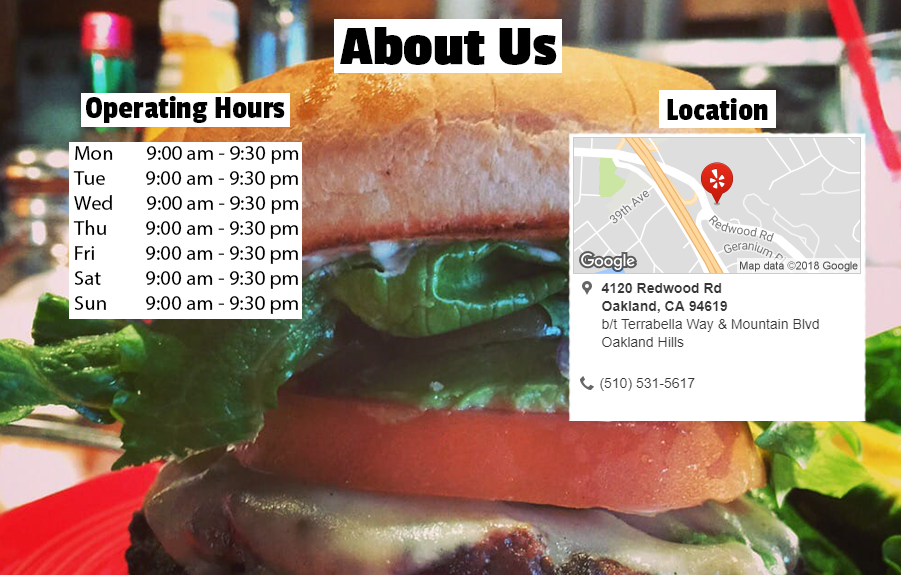 About Us
Operating Hours
Mon 9:00 am - 9:30 pm
Tue 9:00 am - 9:30 pm
Wed 9:00 am - 9:30 pm
Thu 9:00 am - 9:30 pm
Fri 9:00 am - 9:30 pm
Sat 9:00 am - 9:30 pm
Sun 9:00 am - 9:30 pm
Location
39th Ave
Redwood Rd
Geranium
Google
Map data ©2018 Google
4120 Redwood Rd
Oakland, CA 94619
b/t Terrabella Way & Mountain Blvd
Oakland Hills
(510) 531-5617